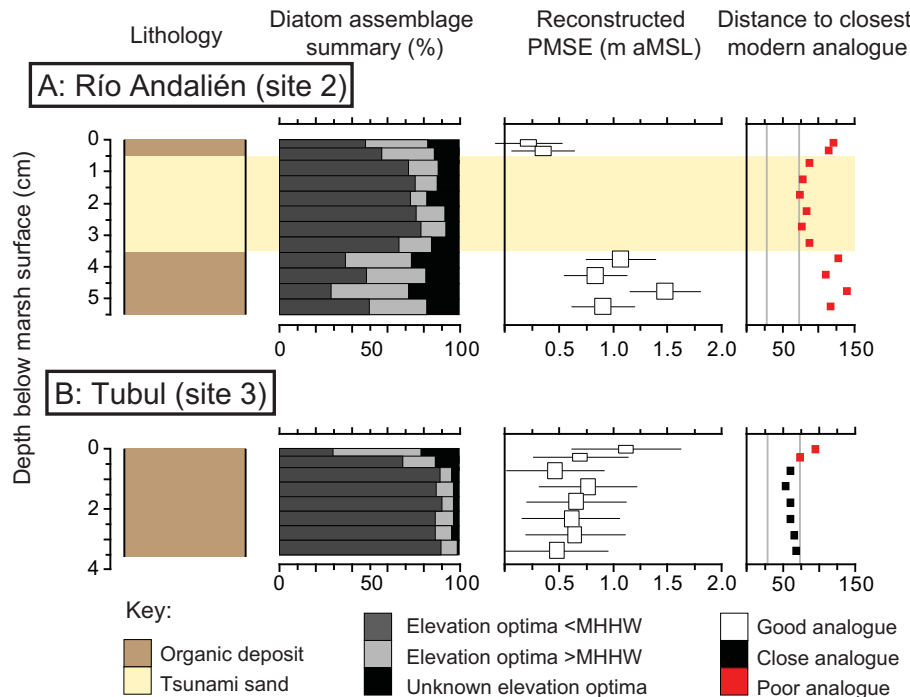 Lithology
Diatom assemblage
summary (%)
Reconstructed
PMSE (m aMSL)
Distance to closest
modern analogue
A: Río Andalién (site 2)
Depth below marsh surface (cm)
0
1
2
3
4
5
50
100
0.5
1.0
1.5
2.0
50
150
B: Tubul (site 3)
0
2
4
50
100
0.5
1.0
1.5
2.0
50
150
Key:
Organic deposit
Tsunami sand
Elevation optima <MHHW
Elevation optima >MHHW
Unknown elevation optima
Good analogue
Close analogue
Poor analogue